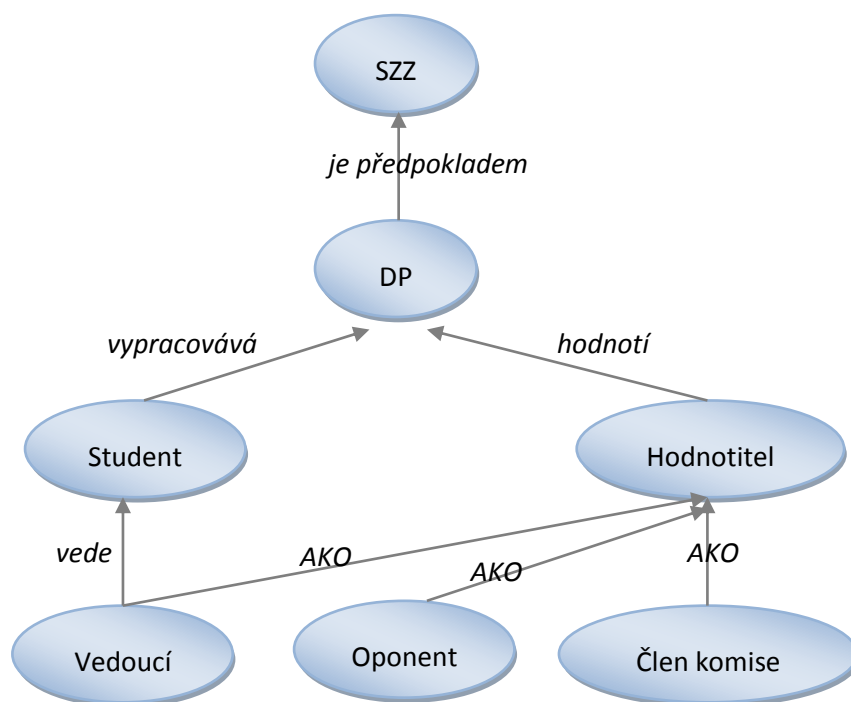 SZZ
je předpokladem
DP
vypracovává
hodnotí
Student
Hodnotitel
vede
AKO
AKO
AKO
Vedoucí
Oponent
Člen komise